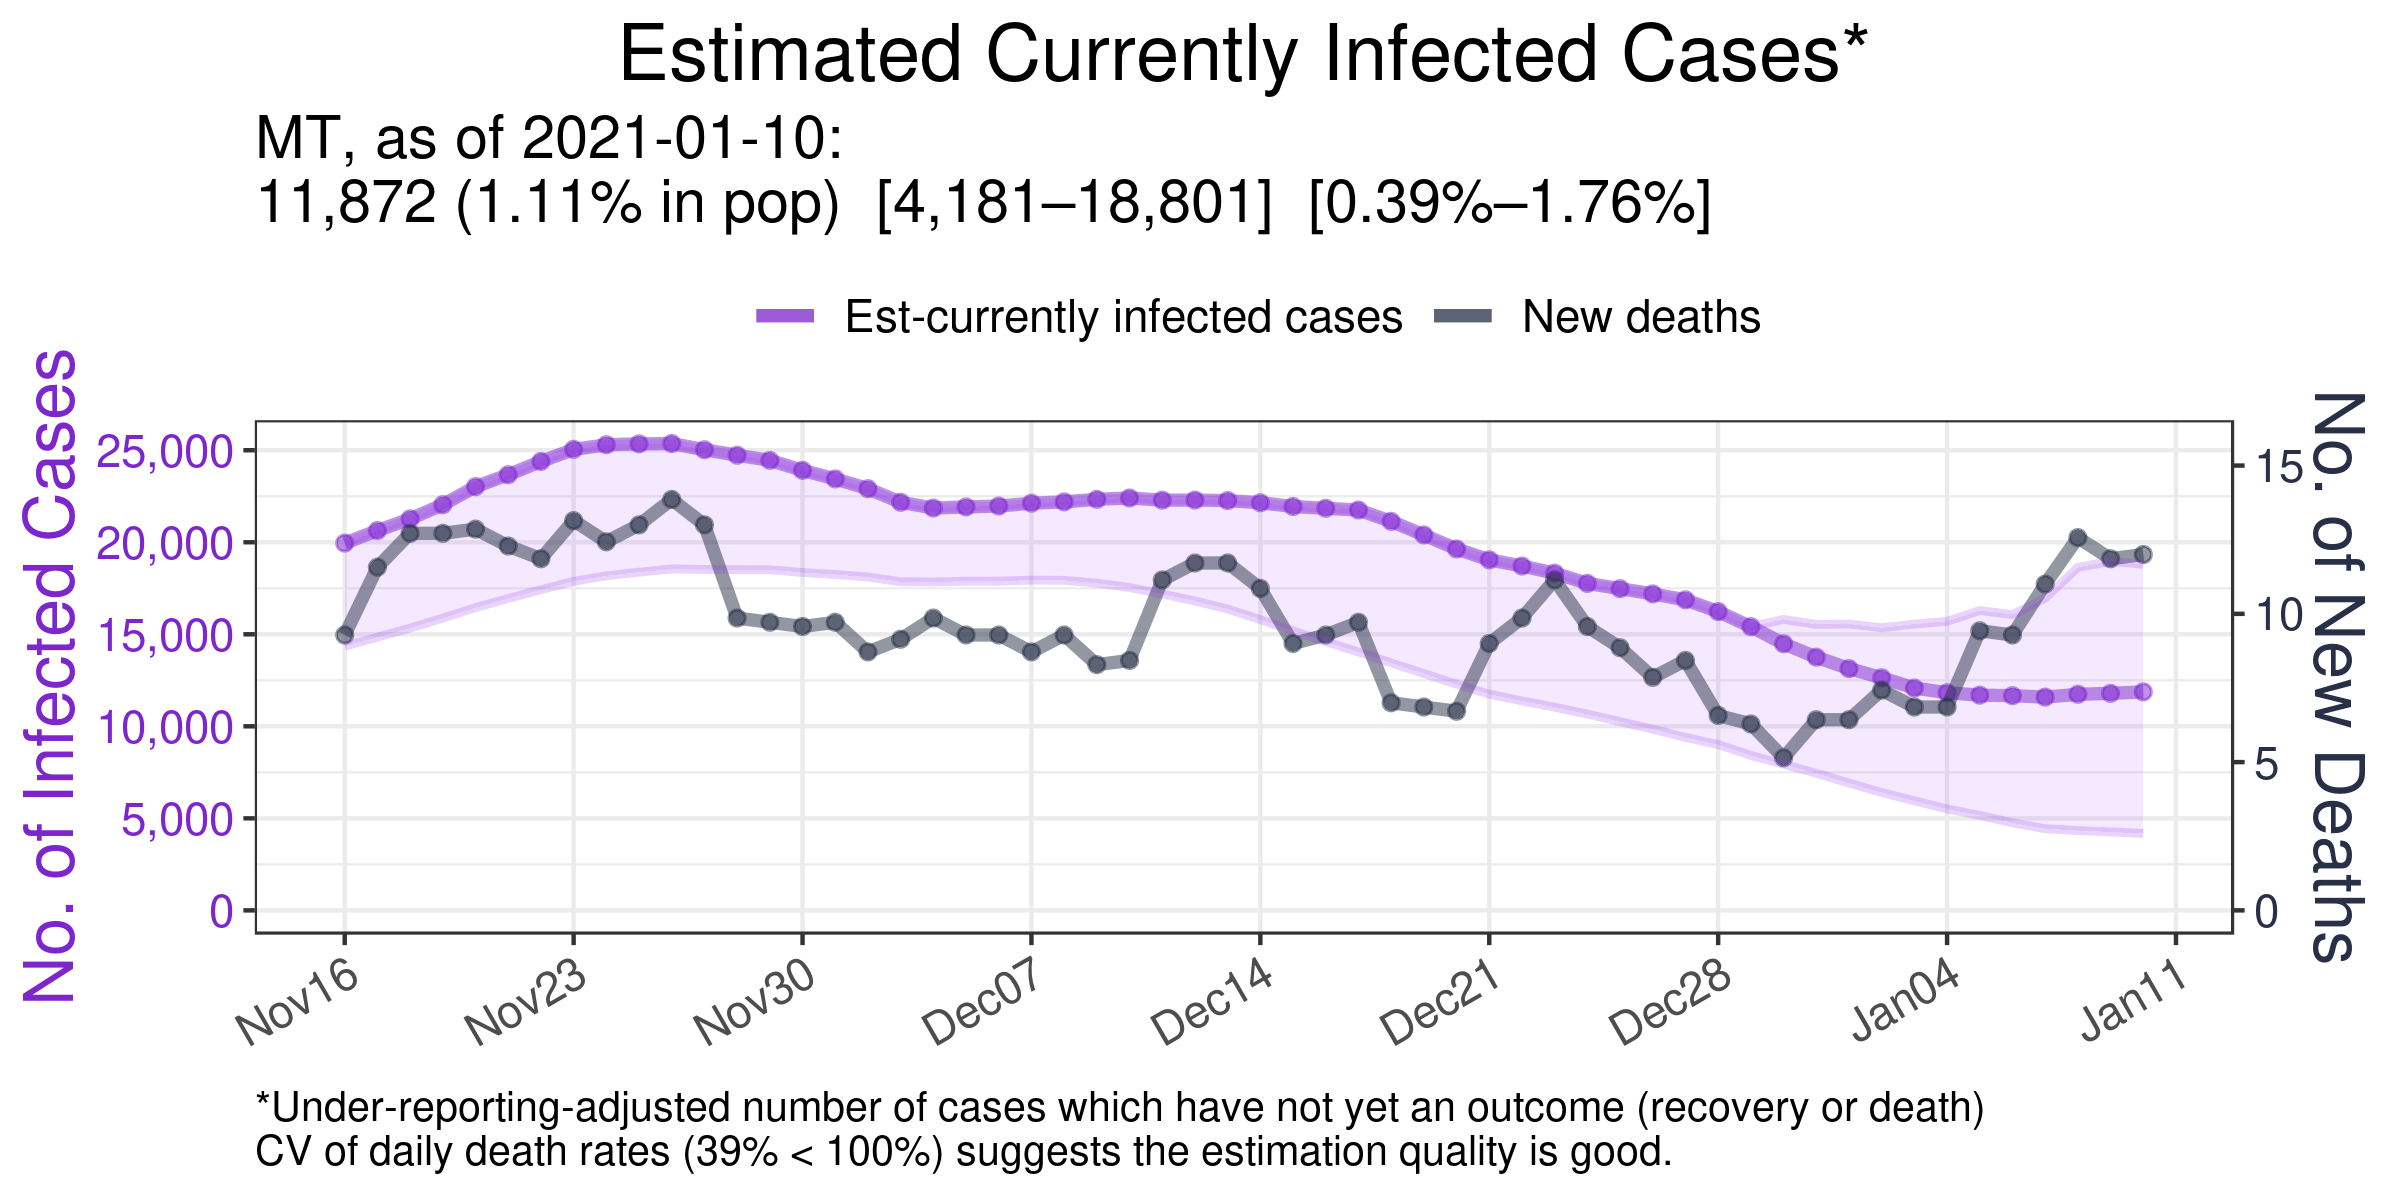 Estimated Currently Infected Cases*
MT, as of 2021-01-10:
11,872 (1.11% in pop)  [4,181–18,801]  [0.39%–1.76%]
Est-currently infected cases
New deaths
No. of Infected Cases
25,000
20,000
15,000
10,000
5,000
0
15
10
5
0
No. of New Deaths
Nov16
Nov23
Nov30
Dec07
Dec14
Dec21
Dec28
Jan04
Jan11
*Under-reporting-adjusted number of cases which have not yet an outcome (recovery or death)
CV of daily death rates (39% < 100%) suggests the estimation quality is good.